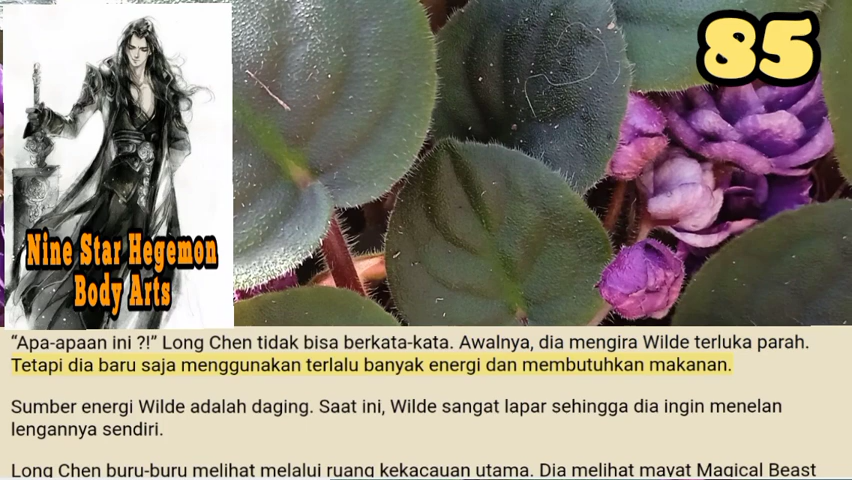 85
Nine Star Hegemon
Body Arts
“Apa-apaan ini ?!” Long Chen tidak bisa berkata-kata. Awalnya, dia mengira Wilde terluka parah.
Tetapi dia baru saja menggunakan terlalu banyak energi dan membutuhkan makanan.
Sumber energi Wilde adalah daging. Saat ini, Wilde sangat lapar sehingga dia ingin menelan
lengannya sendiri.
Long Chen buru-buru melihat melalui ruang kekacauan utama. Dia melihat mayat Magical Beast